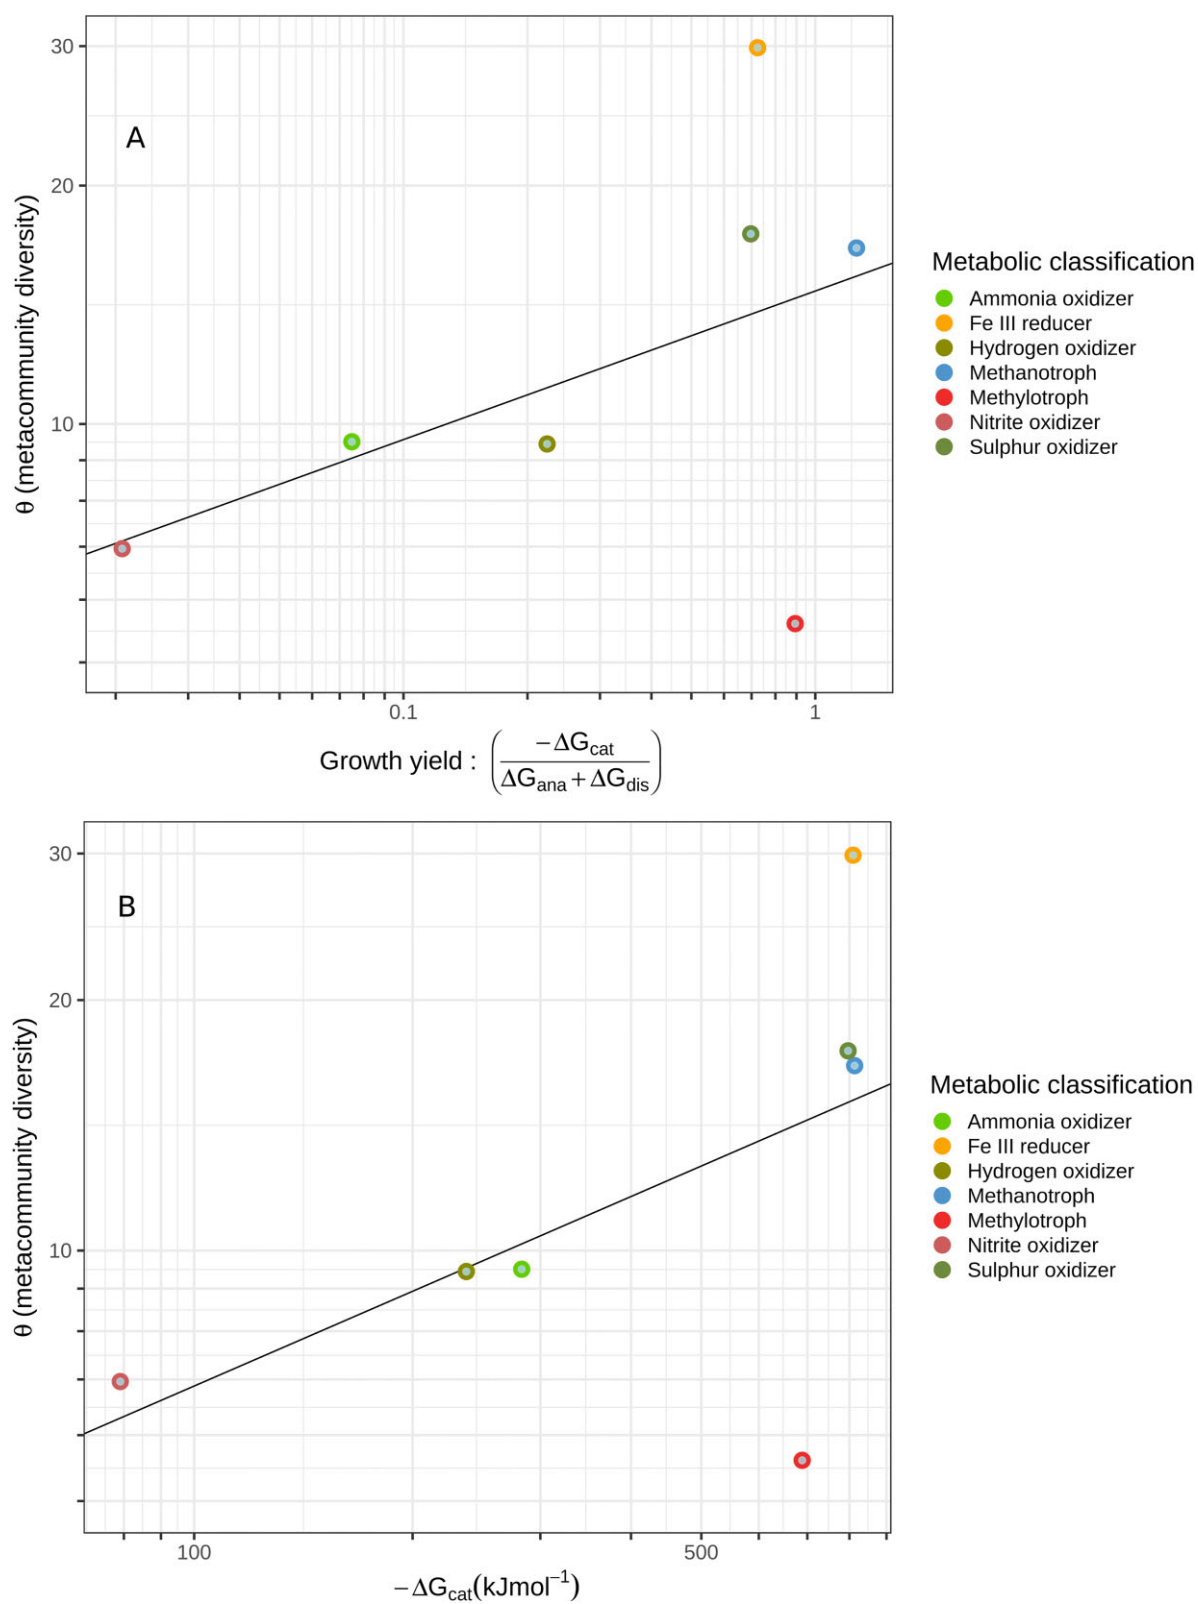 30
20
10
A
θ (metacommunity diversity)
0.1 1
Growth yield : ( −ΔGcat / ΔGana + ΔGdis )
Metabolic classification
Ammonia oxidizer
Fe III reducer
Hydrogen oxidizer
Methanotroph
Methylotroph
Nitrite oxidizer
Sulphur oxidizer
30
20
10
B
θ (metacommunity diversity)
100 500
−ΔGcat(kJmol⁻¹)
Metabolic classification
Ammonia oxidizer
Fe III reducer
Hydrogen oxidizer
Methanotroph
Methylotroph
Nitrite oxidizer
Sulphur oxidizer